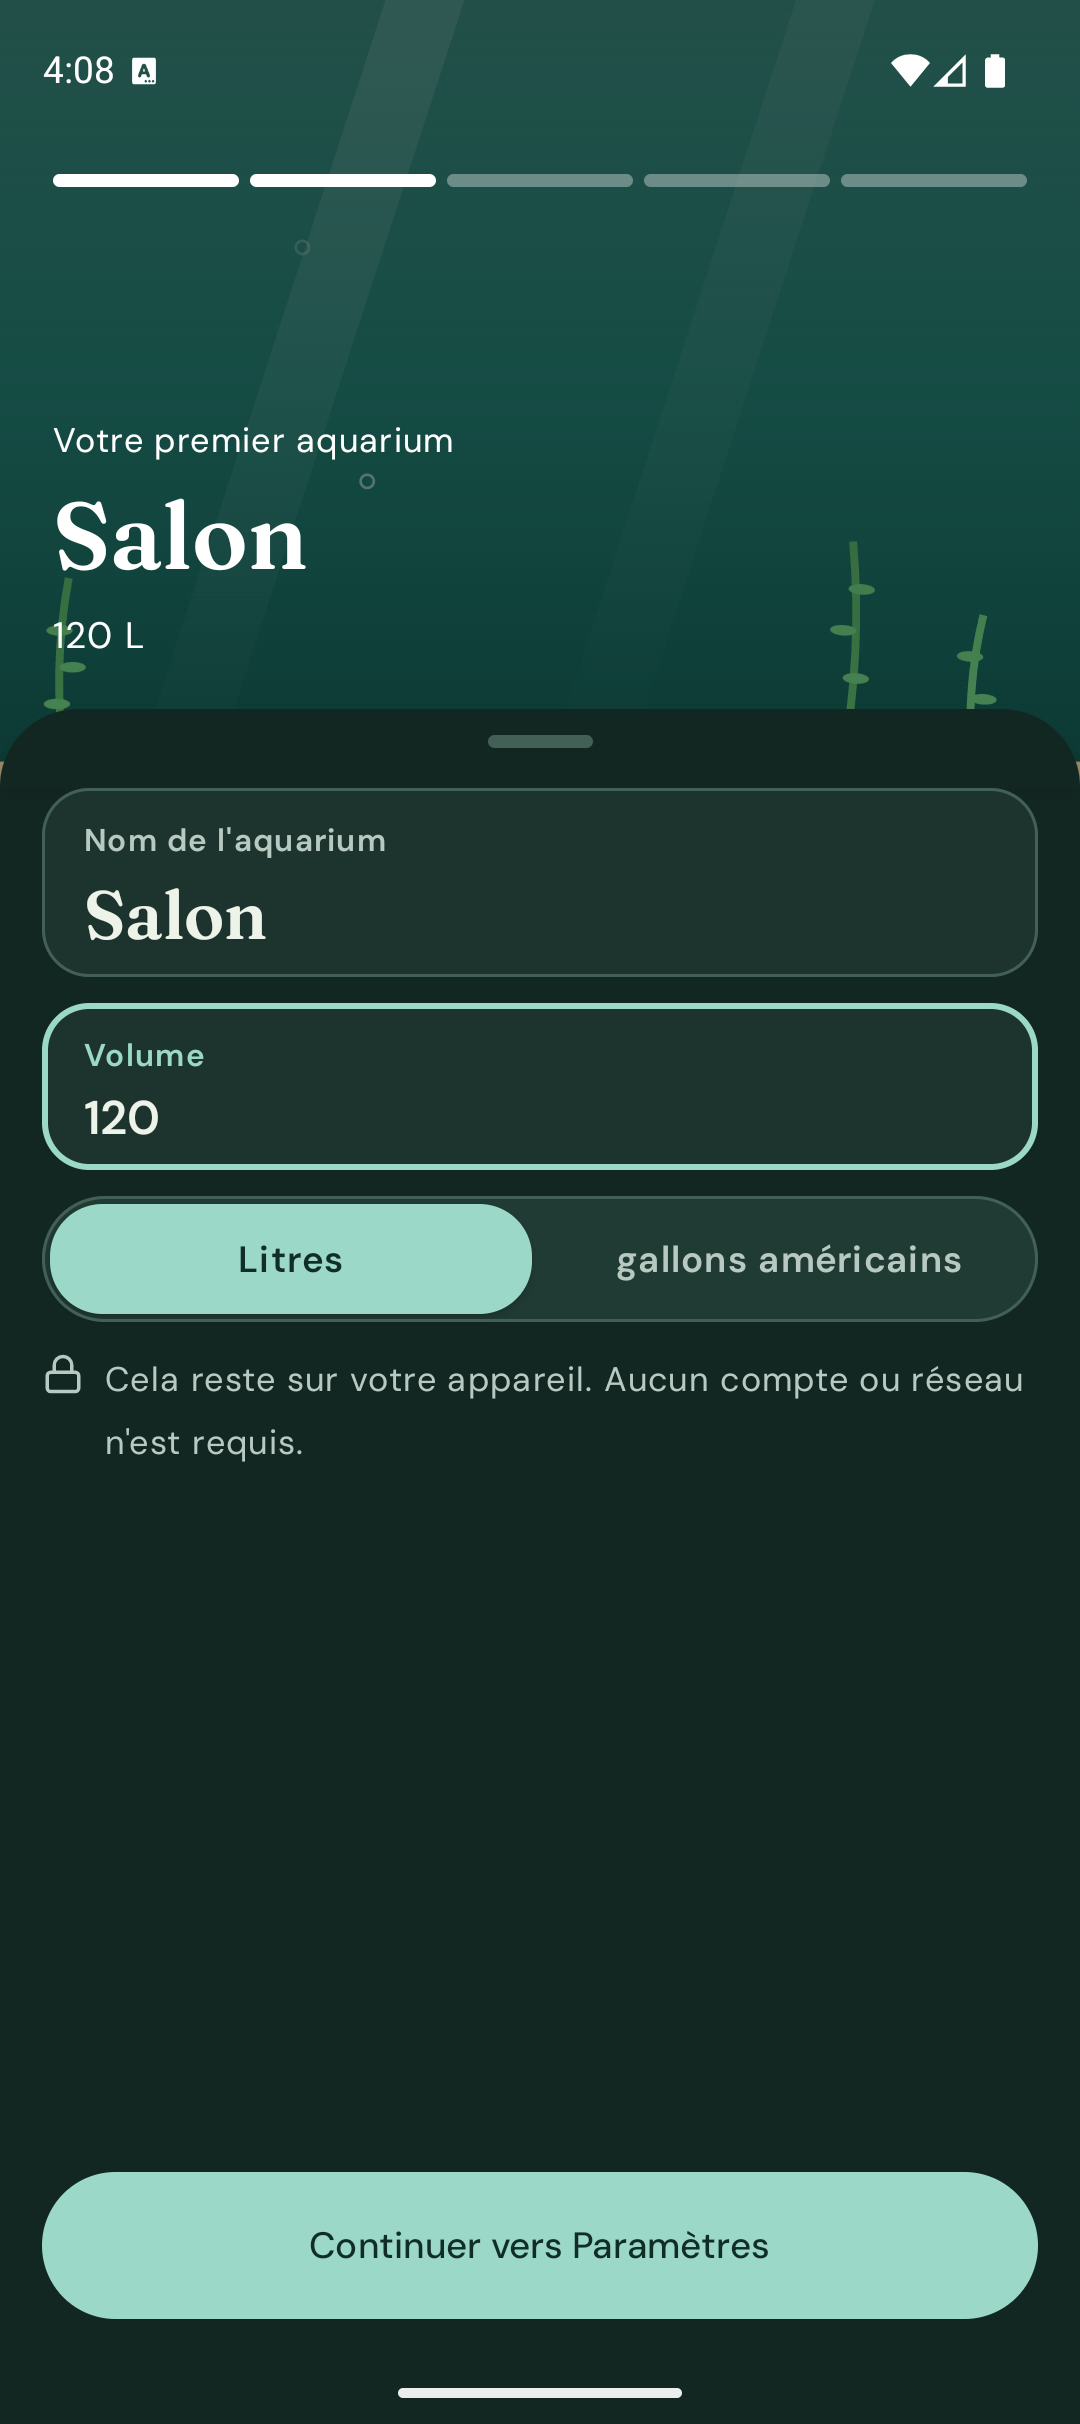 4:08
Votre premier aquarium
Salon
120 L
Nom de l'aquarium
Salon
Volume
120
Litres
gallons américains
Cela reste sur votre appareil. Aucun compte ou réseau
n'est requis.
Continuer vers Paramètres